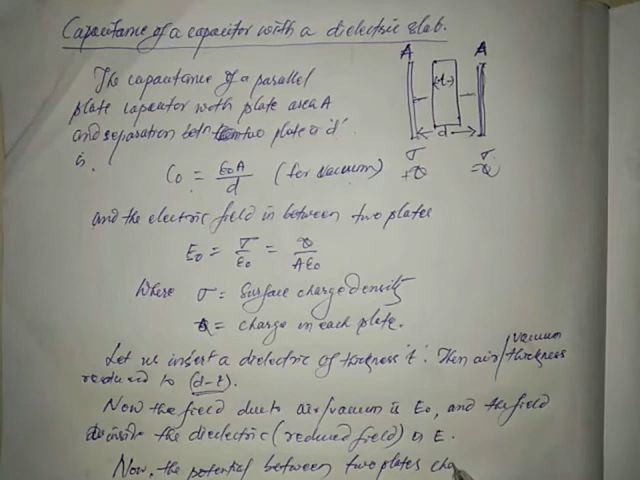 Capacitance of a capacitor with a dielectric slab.
A A
The capacitance of a parallel
plate capacitor with plate area A
t
and separation betn two plate is 'd'
d
is.
σ σ
C0 = ε0A/d (for vacuum) +Q -Q
and the electric field in between two plates
E0 = σ/ε0 = Q/Aε0
Where σ = Surface charge density
Q = charge in each plate.
Let us insert a dielectric of thickness 't'. Then air/vacuum thickness
reduced to (d-t).
Now the field due to air/vacuum is E0, and the field
inside the dielectric (reduced field) is E.
Now, the potential between two plates cha